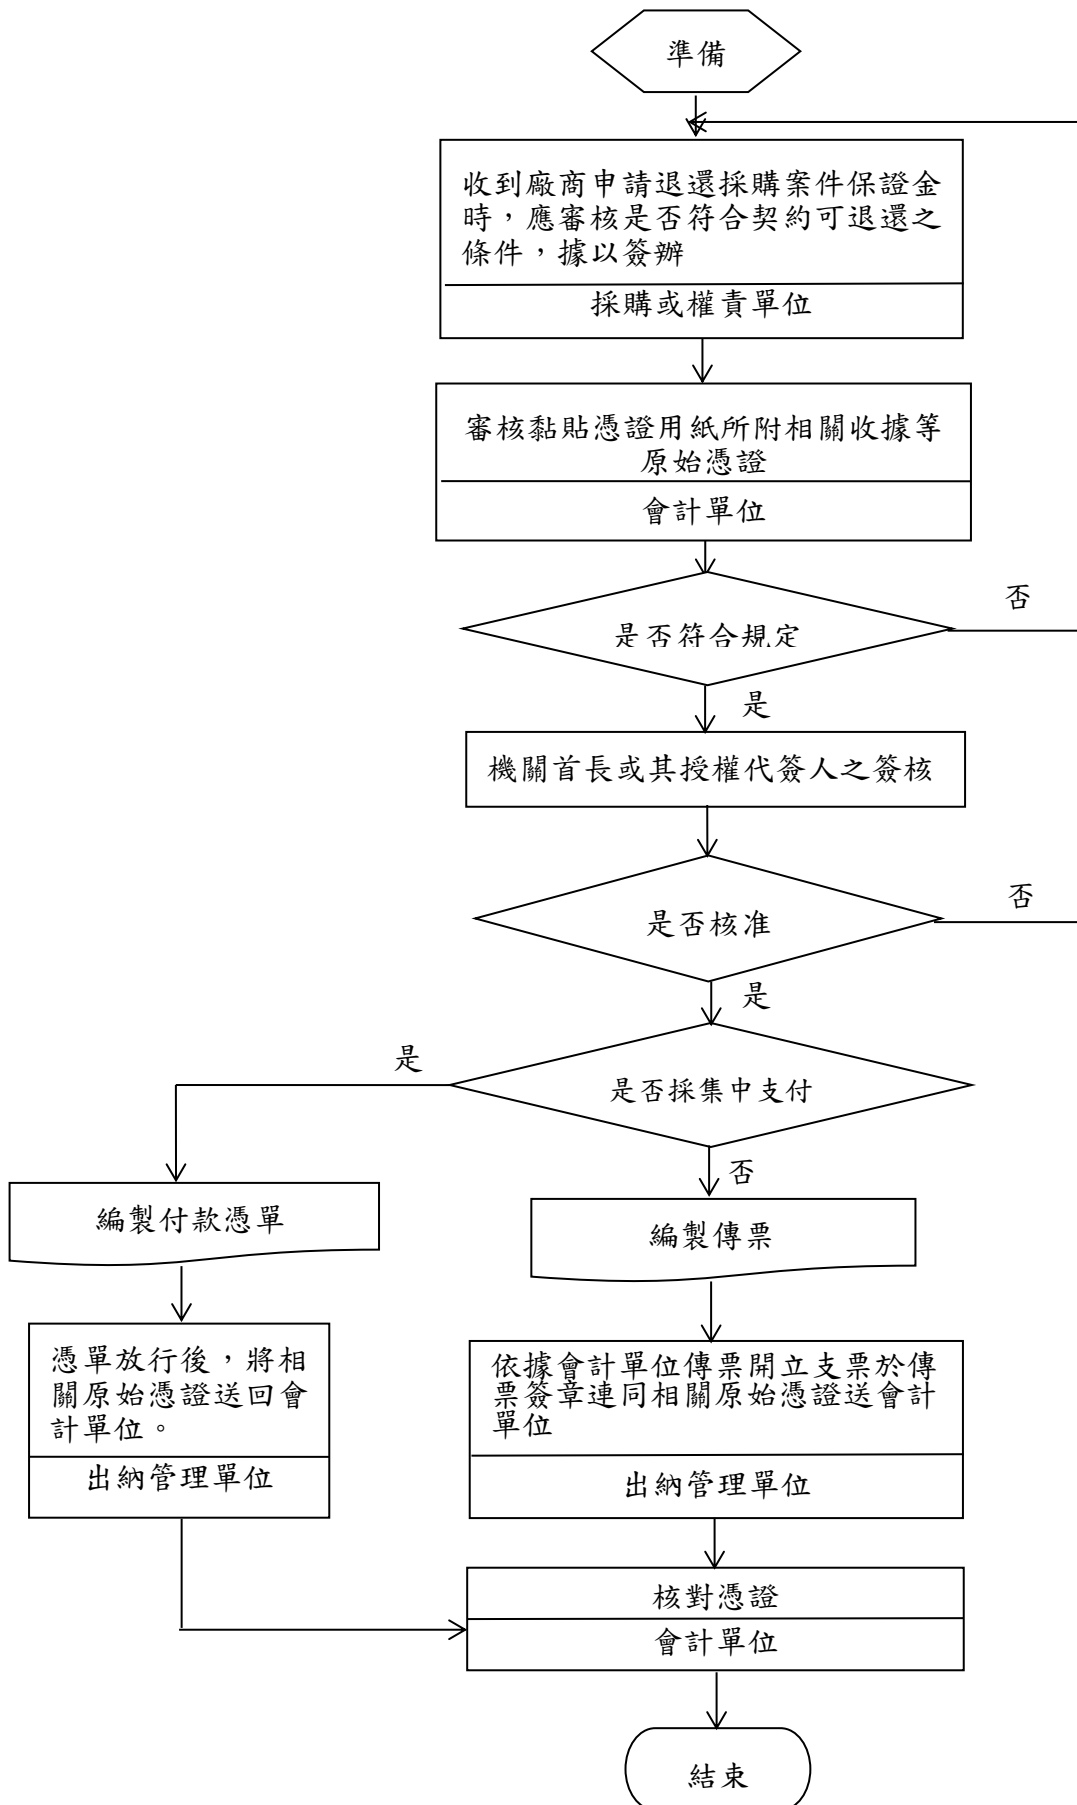 準備
收到廠商申請退還採購案件保證金
時，應審核是否符合契約可退還之
條件，據以簽辦
採購或權責單位
審核黏貼憑證用紙所附相關收據等
原始憑證
會計單位
否
是否符合規定
是
機關首長或其授權代簽人之簽核
否
是否核准
是
是
是否採集中支付
否
編製付款憑單
編製傳票
憑單放行後，將相
關原始憑證送回會
計單位。
出納管理單位
依據會計單位傳票開立支票於傳
票簽章連同相關原始憑證送會計
單位
出納管理單位
核對憑證
會計單位
結束